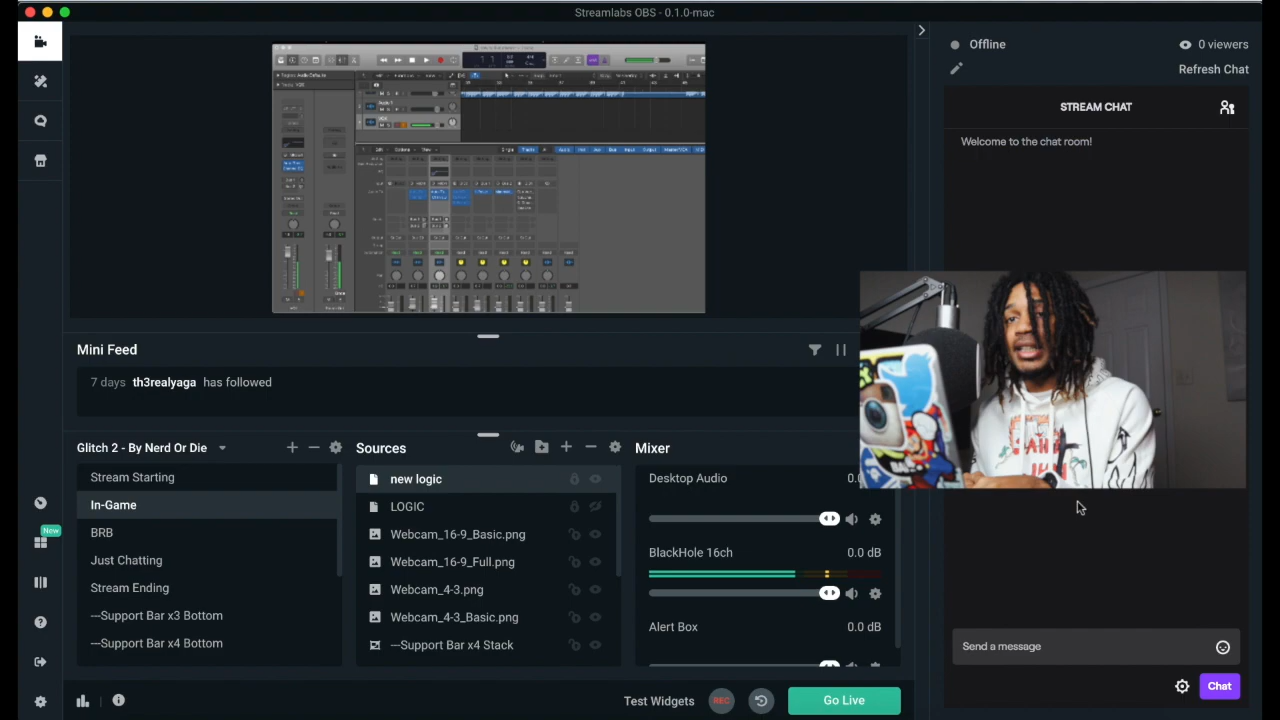 Streamlabs OBS - 0.1.0-mac
Offline
0 viewers
Refresh Chat
STREAM CHAT
Welcome to the chat room!
Mini Feed
7 days th3realyaga has followed
Glitch 2 - By Nerd Or Die
Stream Starting
In-Game
BRB
Just Chatting
Stream Ending
---Support Bar x3 Bottom
---Support Bar x4 Bottom
Sources
new logic
LOGIC
Webcam_16-9_Basic.png
Webcam_16-9_Full.png
Webcam_4-3.png
Webcam_4-3_Basic.png
---Support Bar x4 Stack
Mixer
Desktop Audio 0.
BlackHole 16ch 0.0 dB
Alert Box 0.0 dB
New
Send a message
Chat
Test Widgets
REC
Go Live